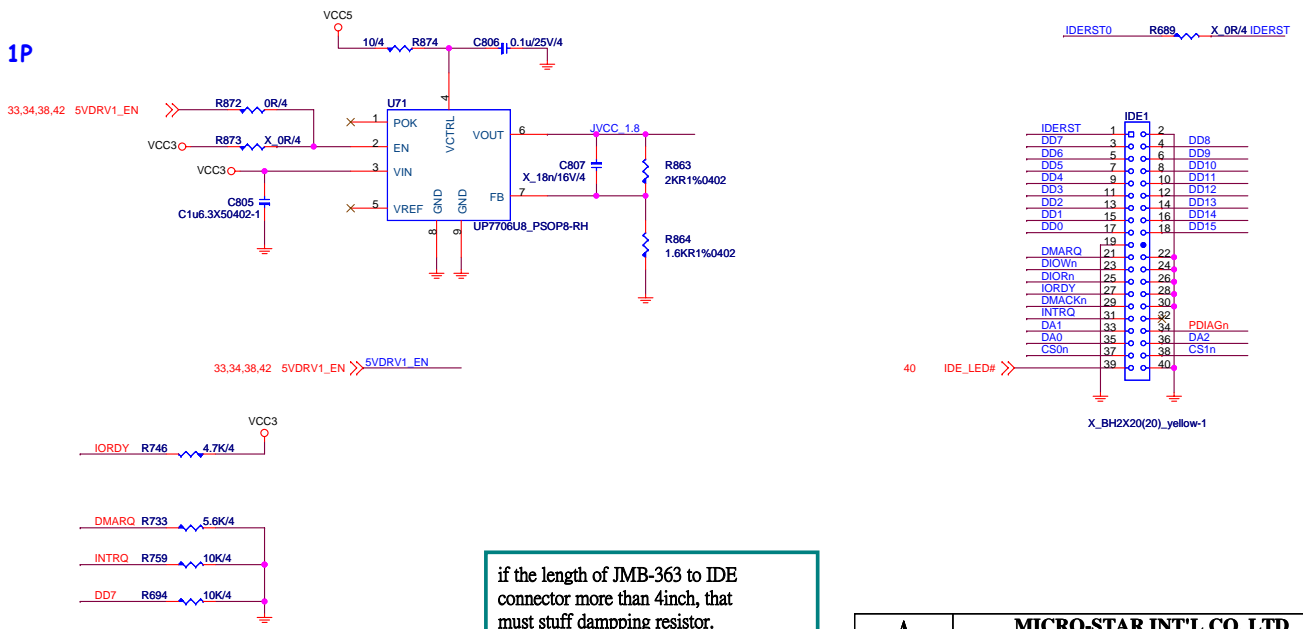 1P
VCC5
10/4 R874 C806 0.1u/25V/4
IDERST0 R689 X_0R/4 IDERST
33,34,38,42 5VDRV1_EN R872 0R/4
VCC3 R873 X_0R/4
VCC3
C805
C1u6.3X50402-1
U71
1 POK
2 EN
3 VIN
5 VREF
4 VCTRL
VOUT 6
FB 7
GND 8
GND 9
UP7706U8_PSOP8-RH
JVCC_1.8
C807
X_18n/16V/4
R863
2KR1%0402
R864
1.6KR1%0402
IDE1
IDERST 1 2
DD7 3 4 DD8
DD6 5 6 DD9
DD5 7 8 DD10
DD4 9 10 DD11
DD3 11 12 DD12
DD2 13 14 DD13
DD1 15 16 DD14
DD0 17 18 DD15
19
DMARQ 21 22
DIOWn 23 24
DIORn 25 26
IORDY 27 28
DMACKn 29 30
INTRQ 31 32
DA1 33 34 PDIAGn
DA0 35 36 DA2
CS0n 37 38 CS1n
40 IDE_LED# 39 40
X_BH2X20(20)_yellow-1
33,34,38,42 5VDRV1_EN 5VDRV1_EN
VCC3
IORDY R746 4.7K/4
DMARQ R733 5.6K/4
INTRQ R759 10K/4
DD7 R694 10K/4
if the length of JMB-363 to IDE
connector more than 4inch, that
must stuff dampping resistor.
MICRO-STAR INT'L CO.,LTD